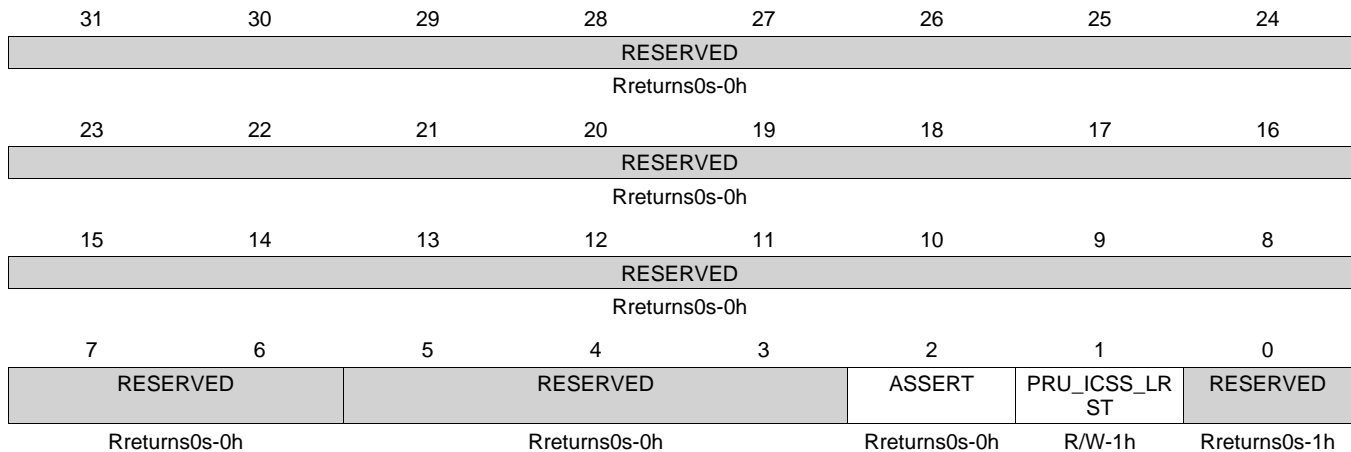 31 30 29 28 27 26 25 24
RESERVED
Rreturns0s-0h
23 22 21 20 19 18 17 16
RESERVED
Rreturns0s-0h
15 14 13 12 11 10 9 8
RESERVED
Rreturns0s-0h
7 6 5 4 3 2 1 0
RESERVED RESERVED ASSERT PRU_ICSS_LR RESERVED
ST
Rreturns0s-0h Rreturns0s-0h Rreturns0s-0h R/W-1h Rreturns0s-1h